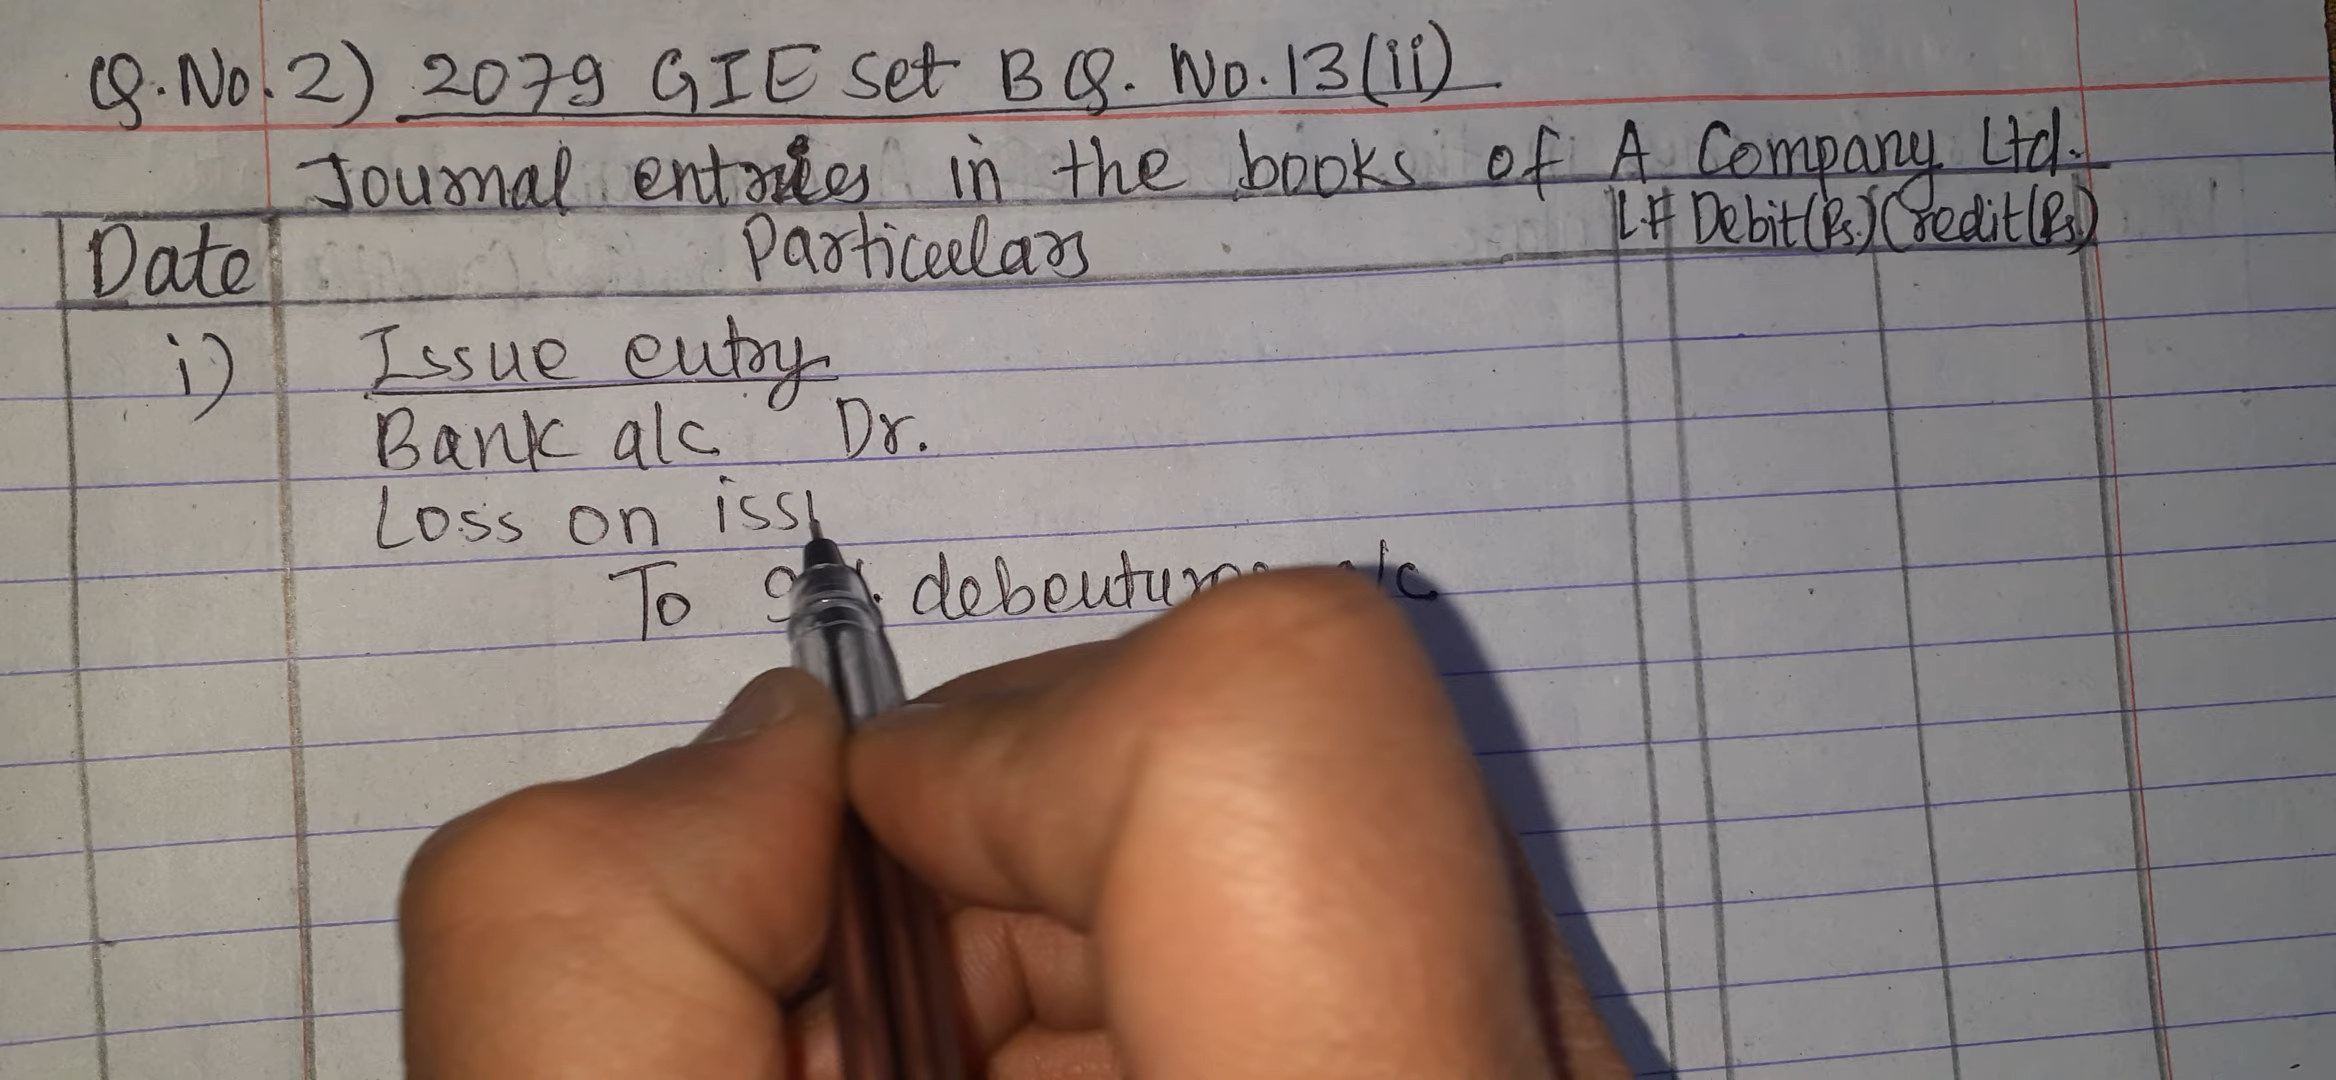 Q.No.2) 2079 GIE Set B Q. No.13(ii)
Journal entries in the books of A Company Ltd.
Date Particulars L.F Debit(Rs.) Credit(Rs.)
i) Issue entry
Bank a/c Dr.
Loss on iss
To debentures a/c